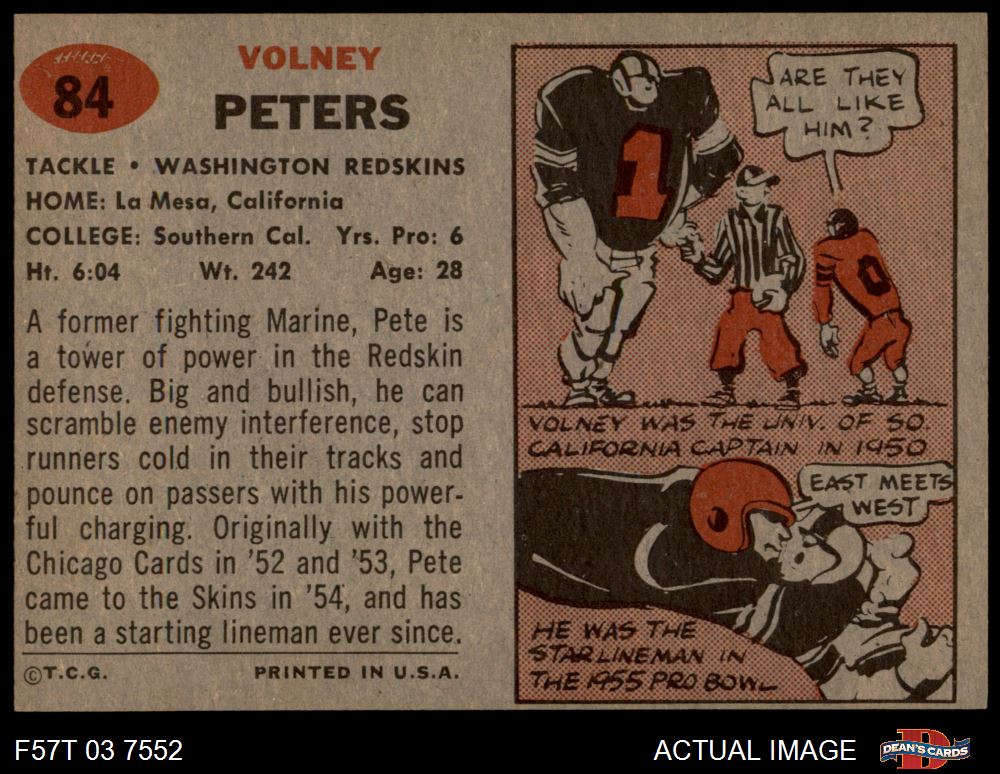 84
VOLNEY
PETERS
TACKLE • WASHINGTON REDSKINS
HOME: La Mesa, California
COLLEGE: Southern Cal. Yrs. Pro: 6
Ht. 6:04 Wt. 242 Age: 28
A former fighting Marine, Pete is
a tower of power in the Redskin
defense. Big and bullish, he can
scramble enemy interference, stop
runners cold in their tracks and
pounce on passers with his power-
ful charging. Originally with the
Chicago Cards in '52 and '53, Pete
came to the Skins in '54, and has
been a starting lineman ever since.
©T.C.G. PRINTED IN U.S.A.
ARE THEY
ALL LIKE
HIM?
1
0
VOLNEY WAS THE UNIV. OF SO.
CALIFORNIA CAPTAIN IN 1950
EAST MEETS
WEST
HE WAS THE
STAR LINEMAN IN
THE 1955 PRO BOWL
F57T 03 7552
ACTUAL IMAGE
D
DEAN'S CARDS